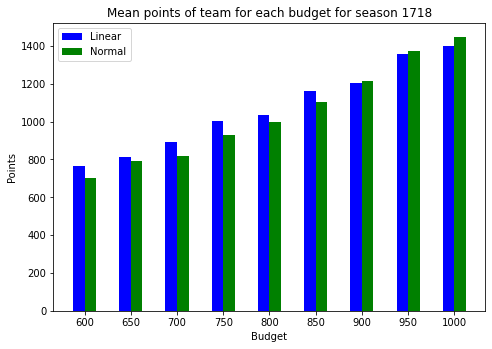 Mean points of team for each budget for season 1718
Linear
Normal
Points
1400
1200
1000
800
600
400
200
0
600 650 700 750 800 850 900 950 1000
Budget